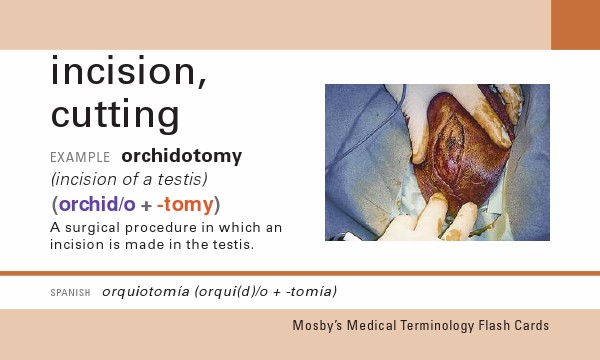 incision,
cutting
EXAMPLE orchidotomy
(incision of a testis)
(orchid/o + -tomy)
A surgical procedure in which an
incision is made in the testis.
SPANISH orquiotomía (orqui(d)/o + -tomía)
Mosby's Medical Terminology Flash Cards